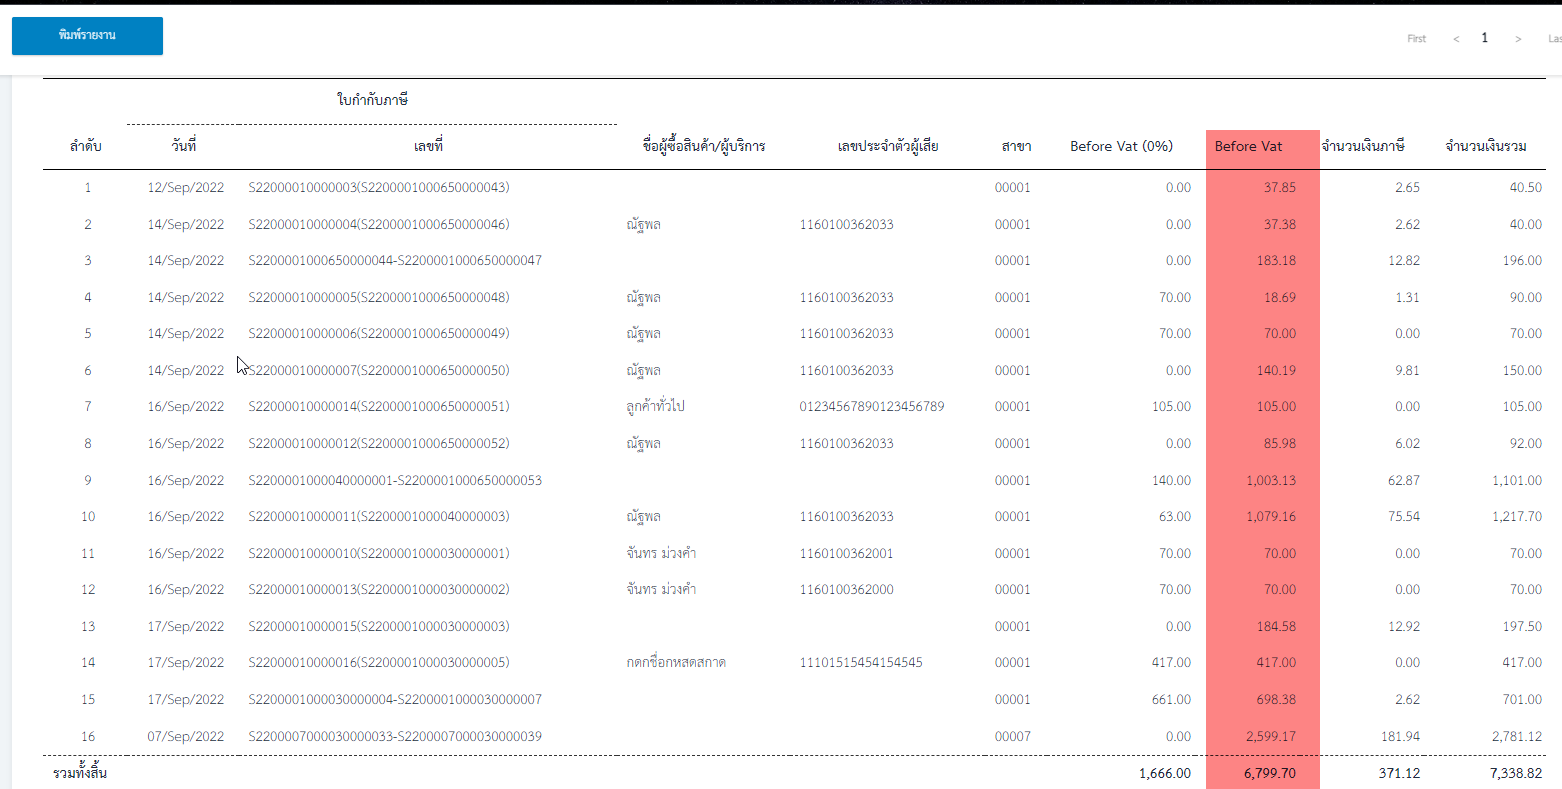 พิมพ์รายงาน
First < 1 >
ใบกำกับภาษี
ลำดับ วันที่ เลขที่ ชื่อผู้ซื้อสินค้า/ผู้บริการ เลขประจำตัวผู้เสีย สาขา Before Vat (0%) Before Vat จำนวนเงินภาษี จำนวนเงินรวม
1 12/Sep/2022 S22000010000003(S2200001000650000043) 00001 0.00 37.85 2.65 40.50
2 14/Sep/2022 S22000010000004(S2200001000650000046) ณัฐพล 1160100362033 00001 0.00 37.38 2.62 40.00
3 14/Sep/2022 S2200001000650000044-S2200001000650000047 00001 0.00 183.18 12.82 196.00
4 14/Sep/2022 S22000010000005(S2200001000650000048) ณัฐพล 1160100362033 00001 70.00 18.69 1.31 90.00
5 14/Sep/2022 S22000010000006(S2200001000650000049) ณัฐพล 1160100362033 00001 70.00 70.00 0.00 70.00
6 14/Sep/2022 S22000010000007(S2200001000650000050) ณัฐพล 1160100362033 00001 0.00 140.19 9.81 150.00
7 16/Sep/2022 S22000010000014(S2200001000650000051) ลูกค้าทั่วไป 01234567890123456789 00001 105.00 105.00 0.00 105.00
8 16/Sep/2022 S22000010000012(S2200001000650000052) ณัฐพล 1160100362033 00001 0.00 85.98 6.02 92.00
9 16/Sep/2022 S2200001000040000001-S2200001000650000053 00001 140.00 1,003.13 62.87 1,101.00
10 16/Sep/2022 S22000010000011(S2200001000040000003) ณัฐพล 1160100362033 00001 63.00 1,079.16 75.54 1,217.70
11 16/Sep/2022 S22000010000010(S2200001000030000001) จันทร ม่วงคำ 1160100362001 00001 70.00 70.00 0.00 70.00
12 16/Sep/2022 S22000010000013(S2200001000030000002) จันทร ม่วงคำ 1160100362000 00001 70.00 70.00 0.00 70.00
13 17/Sep/2022 S22000010000015(S2200001000030000003) 00001 0.00 184.58 12.92 197.50
14 17/Sep/2022 S22000010000016(S2200001000030000005) กดกชื่อกหสดสกาด 11101515454154545 00001 417.00 417.00 0.00 417.00
15 17/Sep/2022 S2200001000030000004-S2200001000030000007 00001 661.00 698.38 2.62 701.00
16 07/Sep/2022 S2200007000030000033-S2200007000030000039 00007 0.00 2,599.17 181.94 2,781.12
รวมทั้งสิ้น 1,666.00 6,799.70 371.12 7,338.82